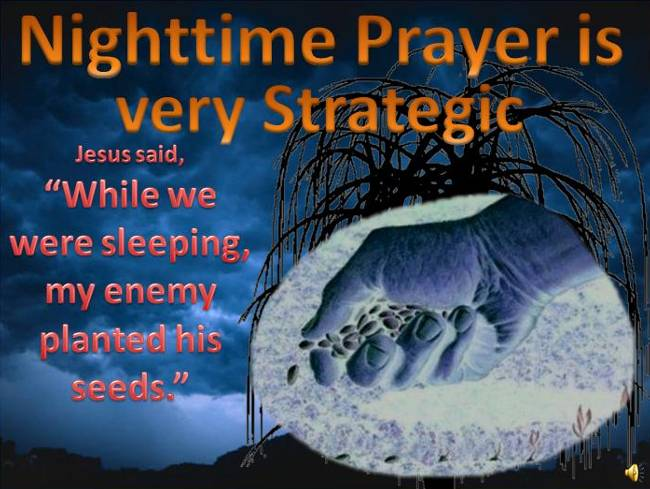 Nighttime Prayer is
very Strategic
Jesus said,
“While we
were sleeping,
my enemy
planted his
seeds.”